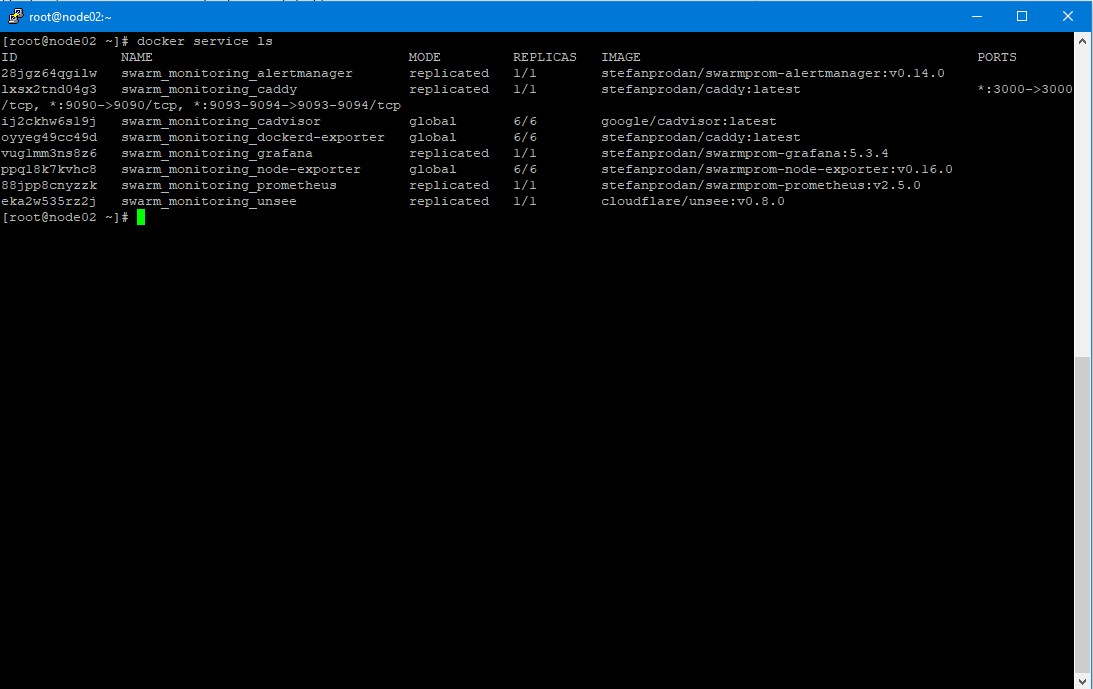 root@node02:~
[root@node02 ~]# docker service ls
ID NAME MODE REPLICAS IMAGE PORTS
28jgz64qgilw swarm_monitoring_alertmanager replicated 1/1 stefanprodan/swarmprom-alertmanager:v0.14.0
lxsx2tnd04g3 swarm_monitoring_caddy replicated 1/1 stefanprodan/caddy:latest *:3000->3000
/tcp, *:9090->9090/tcp, *:9093-9094->9093-9094/tcp
ij2ckhw6s19j swarm_monitoring_cadvisor global 6/6 google/cadvisor:latest
oyyeg49cc49d swarm_monitoring_dockerd-exporter global 6/6 stefanprodan/caddy:latest
vug1mm3ns8z6 swarm_monitoring_grafana replicated 1/1 stefanprodan/swarmprom-grafana:5.3.4
ppql8k7kvhc8 swarm_monitoring_node-exporter global 6/6 stefanprodan/swarmprom-node-exporter:v0.16.0
88jpp8cnyzzk swarm_monitoring_prometheus replicated 1/1 stefanprodan/swarmprom-prometheus:v2.5.0
eka2w535rz2j swarm_monitoring_unsee replicated 1/1 cloudflare/unsee:v0.8.0
[root@node02 ~]#